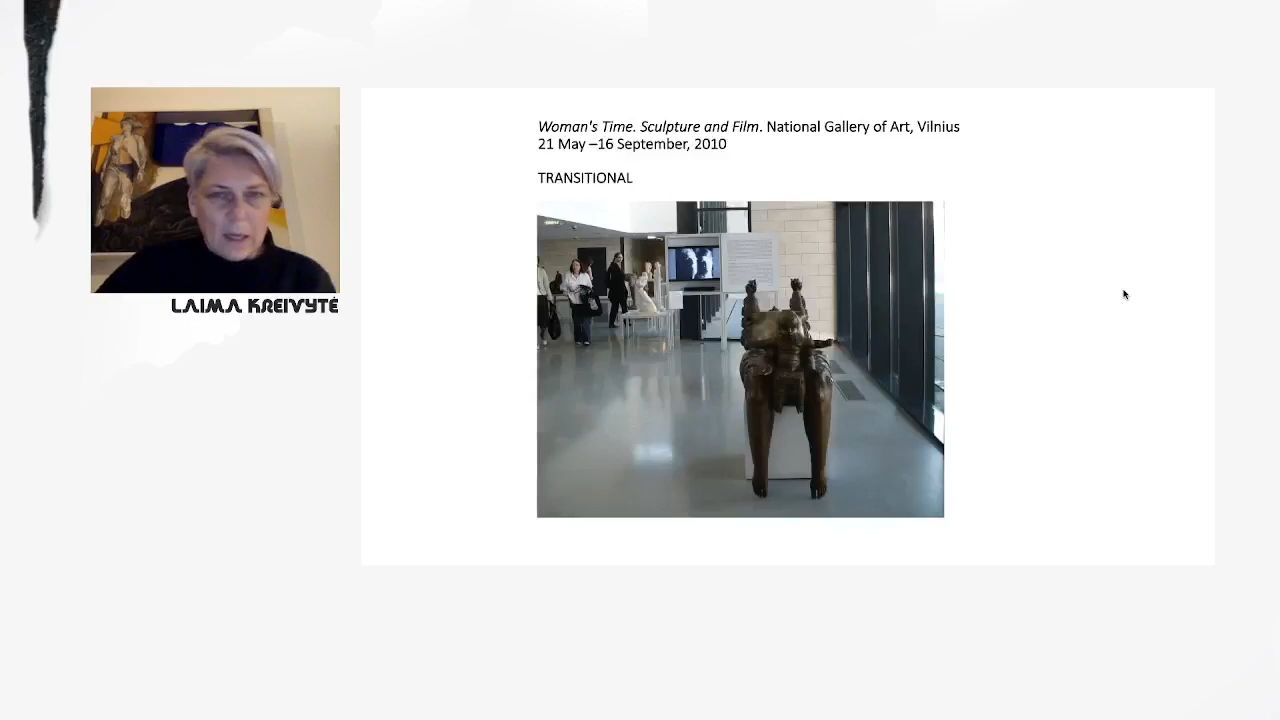 Woman's Time. Sculpture and Film. National Gallery of Art, Vilnius
21 May –16 September, 2010
TRANSITIONAL
LAIMA KREIVYTĖ